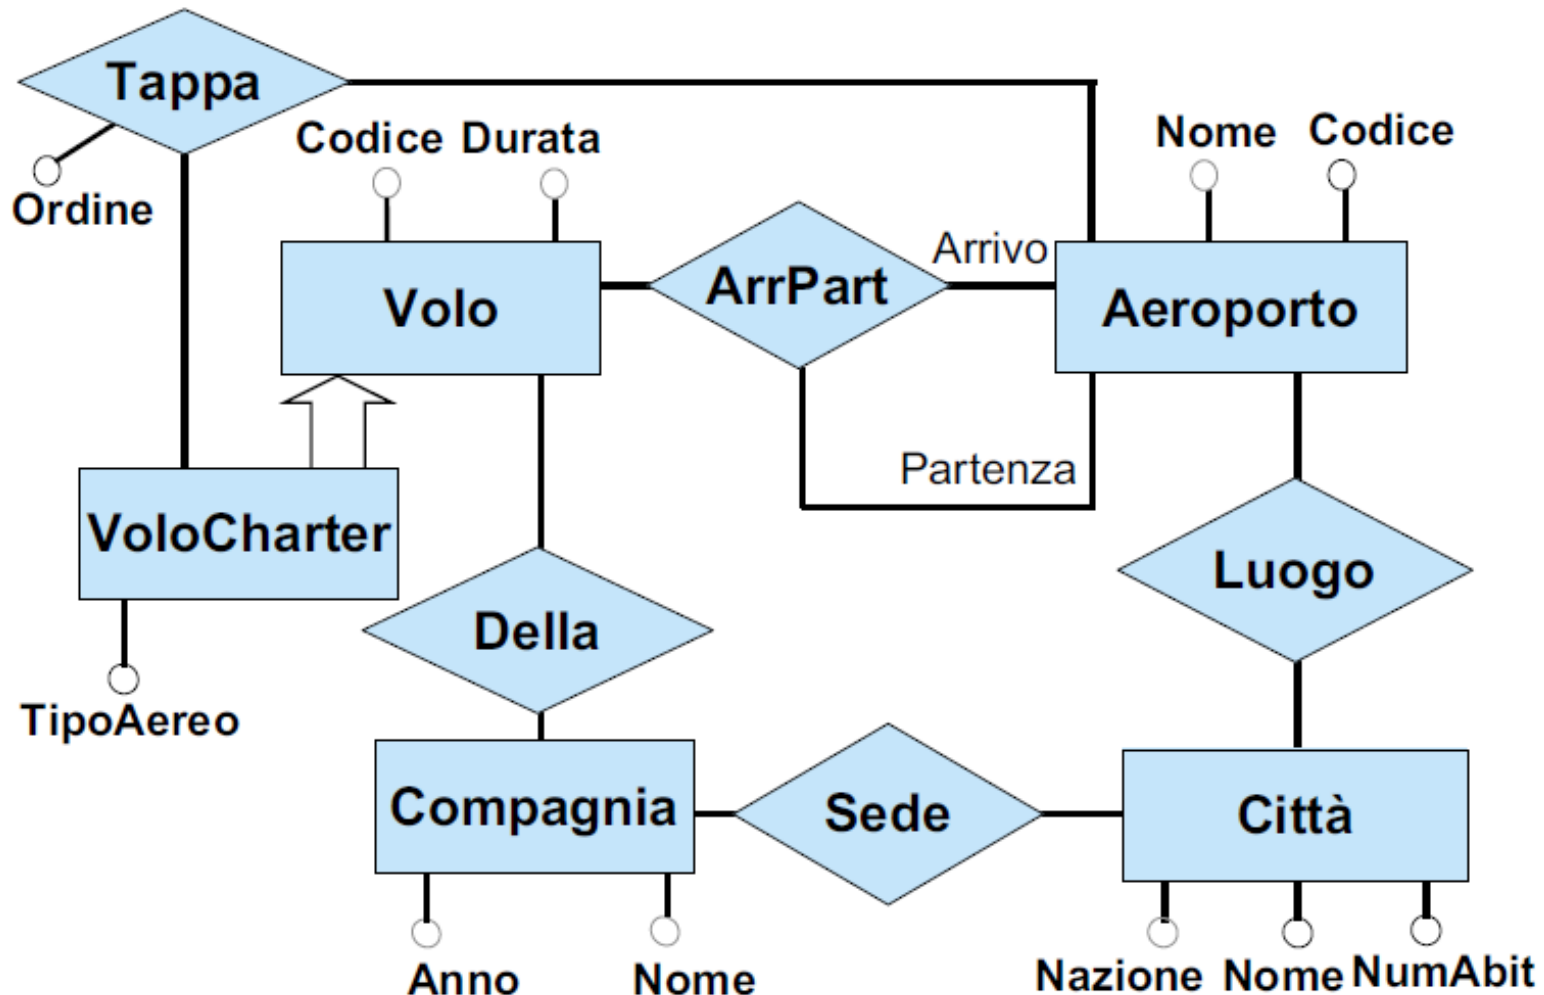 Tappa
Codice Durata
Nome Codice
Ordine
Arrivo
Volo
ArrPart
Aeroporto
Partenza
VoloCharter
Luogo
Della
TipoAereo
Compagnia
Sede
Città
Anno
Nome
Nazione Nome NumAbit